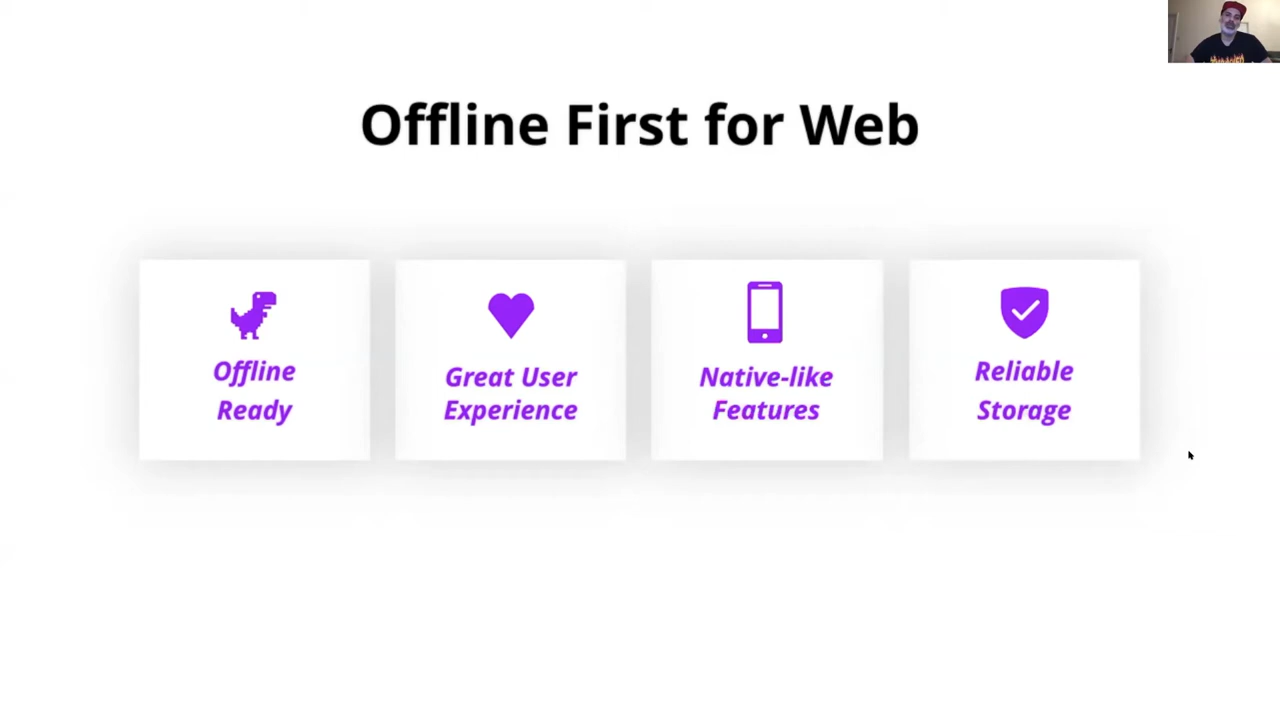 Offline First for Web
Offline
Ready
Great User
Experience
Native-like
Features
Reliable
Storage